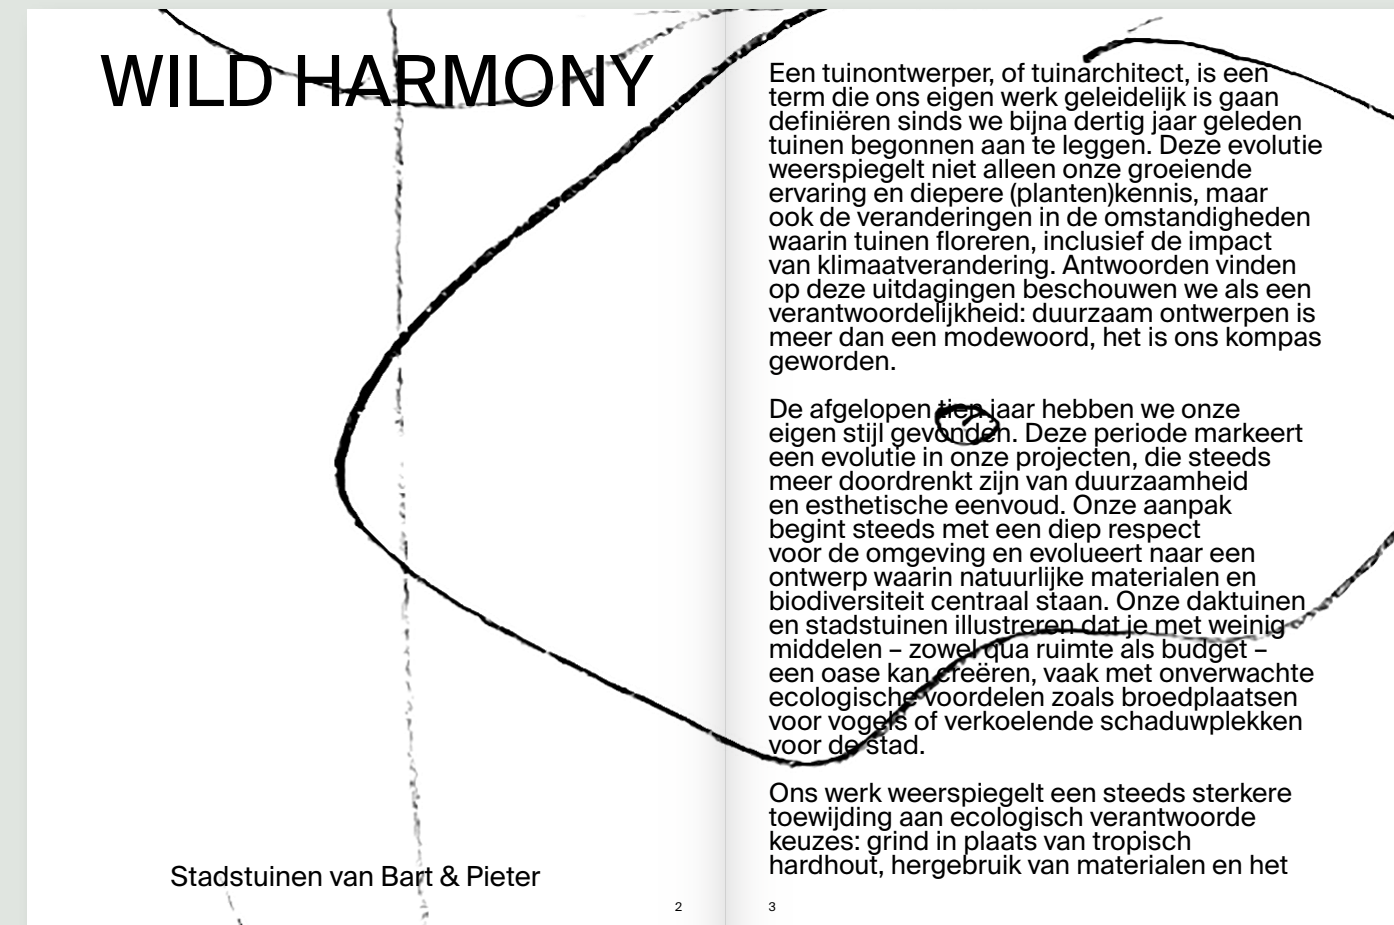 WILD HARMONY
Stadstuinen van Bart & Pieter
2
Een tuinontwerper, of tuinarchitect, is een
term die ons eigen werk geleidelijk is gaan
definiëren sinds we bijna dertig jaar geleden
tuinen begonnen aan te leggen. Deze evolutie
weerspiegelt niet alleen onze groeiende
ervaring en diepere (planten)kennis, maar
ook de veranderingen in de omstandigheden
waarin tuinen floreren, inclusief de impact
van klimaatverandering. Antwoorden vinden
op deze uitdagingen beschouwen we als een
verantwoordelijkheid: duurzaam ontwerpen is
meer dan een modewoord, het is ons kompas
geworden.
De afgelopen tien jaar hebben we onze
eigen stijl gevonden. Deze periode markeert
een evolutie in onze projecten, die steeds
meer doordrenkt zijn van duurzaamheid
en esthetische eenvoud. Onze aanpak
begint steeds met een diep respect
voor de omgeving en evolueert naar een
ontwerp waarin natuurlijke materialen en
biodiversiteit centraal staan. Onze daktuinen
en stadstuinen illustreren dat je met weinig
middelen – zowel qua ruimte als budget –
een oase kan creëren, vaak met onverwachte
ecologische voordelen zoals broedplaatsen
voor vogels of verkoelende schaduwplekken
voor de stad.
Ons werk weerspiegelt een steeds sterkere
toewijding aan ecologisch verantwoorde
keuzes: grind in plaats van tropisch
hardhout, hergebruik van materialen en het
3